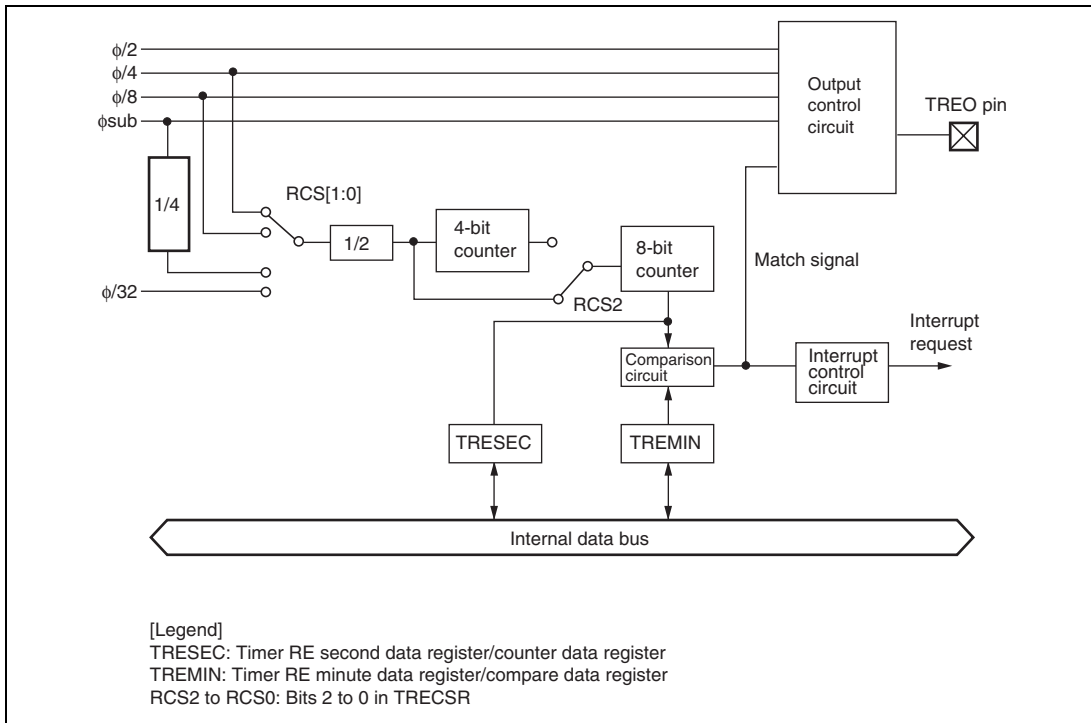 ϕ/2
ϕ/4
ϕ/8
ϕsub
Output
control
circuit
TREO pin
1/4
RCS[1:0]
1/2
4-bit
counter
8-bit
counter
RCS2
ϕ/32
Match signal
Comparison
circuit
Interrupt
control
circuit
Interrupt
request
TRESEC
TREMIN
Internal data bus
[Legend]
TRESEC: Timer RE second data register/counter data register
TREMIN: Timer RE minute data register/compare data register
RCS2 to RCS0: Bits 2 to 0 in TRECSR